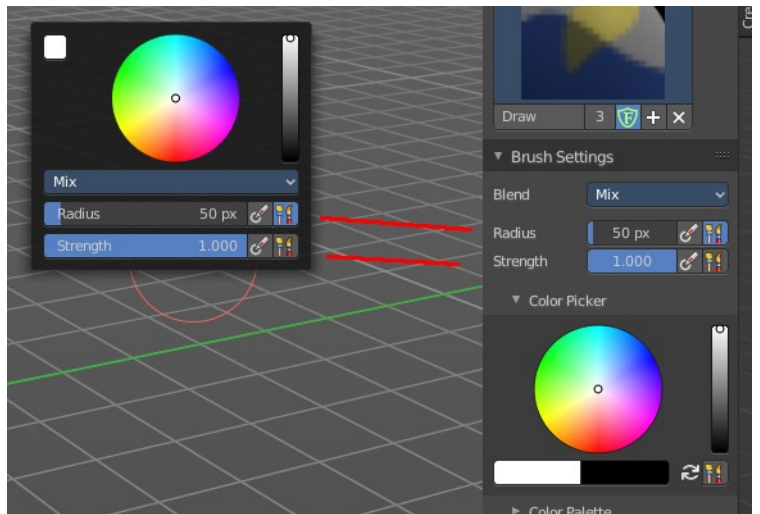 Mix
Radius 50 px
Strength 1.000
Cre
Draw 3 F
Brush Settings
Blend Mix
Radius 50 px
Strength 1.000
Color Picker
Color Palette